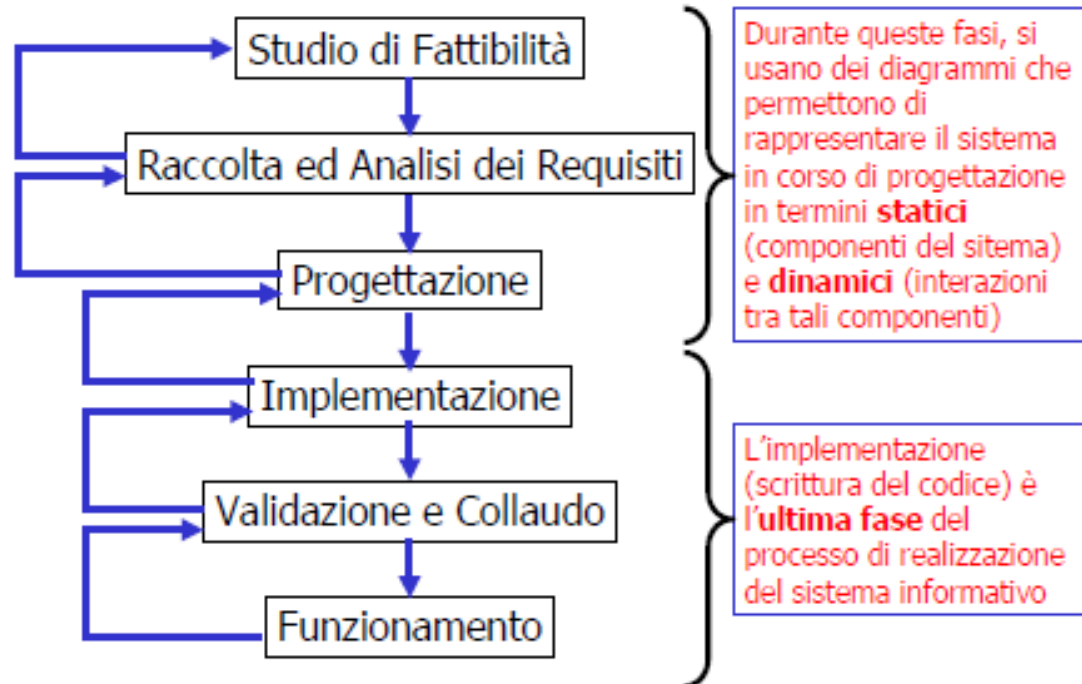 Studio di Fattibilità
Raccolta ed Analisi dei Requisiti
Progettazione
Implementazione
Validazione e Collaudo
Funzionamento
Durante queste fasi, si
usano dei diagrammi che
permettono di
rappresentare il sistema
in corso di progettazione
in termini statici
(componenti del sitema)
e dinamici (interazioni
tra tali componenti)
L'implementazione
(scrittura del codice) è
l'ultima fase del
processo di realizzazione
del sistema informativo